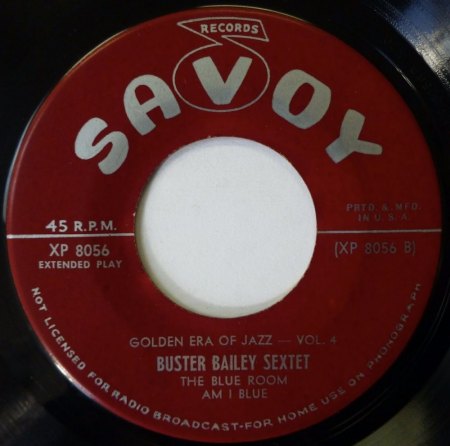 RECORDS
SAVOY
45 R.P.M.
XP 8056
EXTENDED PLAY
PRTD. & MFD.
IN U.S.A.
(XP 8056 B)
GOLDEN ERA OF JAZZ — VOL. 4
BUSTER BAILEY SEXTET
THE BLUE ROOM
AM I BLUE
NOT LICENSED FOR RADIO BROADCAST-FOR HOME USE ON PHONOGRAPH